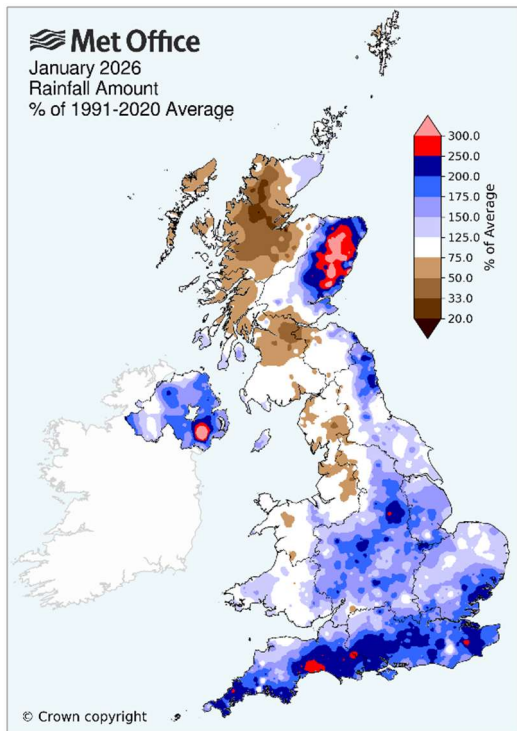 Met Office
January 2026
Rainfall Amount
% of 1991-2020 Average
300.0
250.0
200.0
175.0
150.0
125.0
75.0
50.0
33.0
20.0
% of Average
© Crown copyright